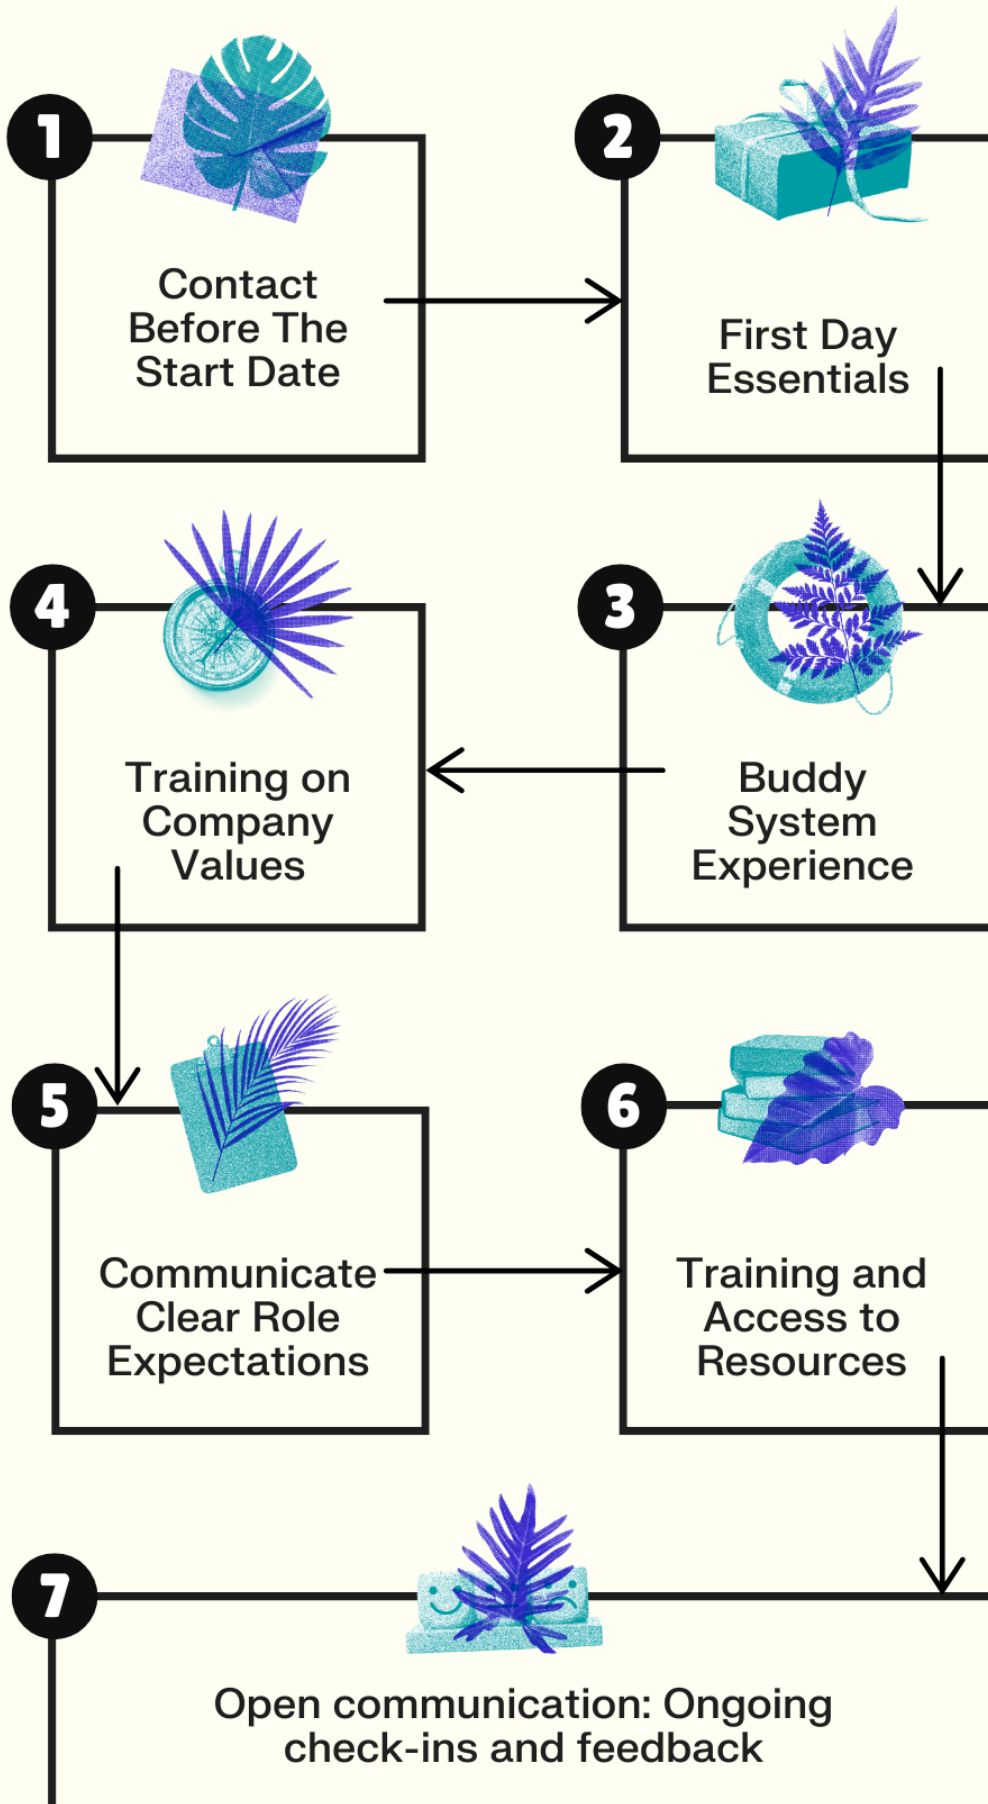 1
Contact
Before The
Start Date
2
First Day
Essentials
3
Buddy
System
Experience
4
Training on
Company
Values
5
Communicate
Clear Role
Expectations
6
Training and
Access to
Resources
7
Open communication: Ongoing
check-ins and feedback